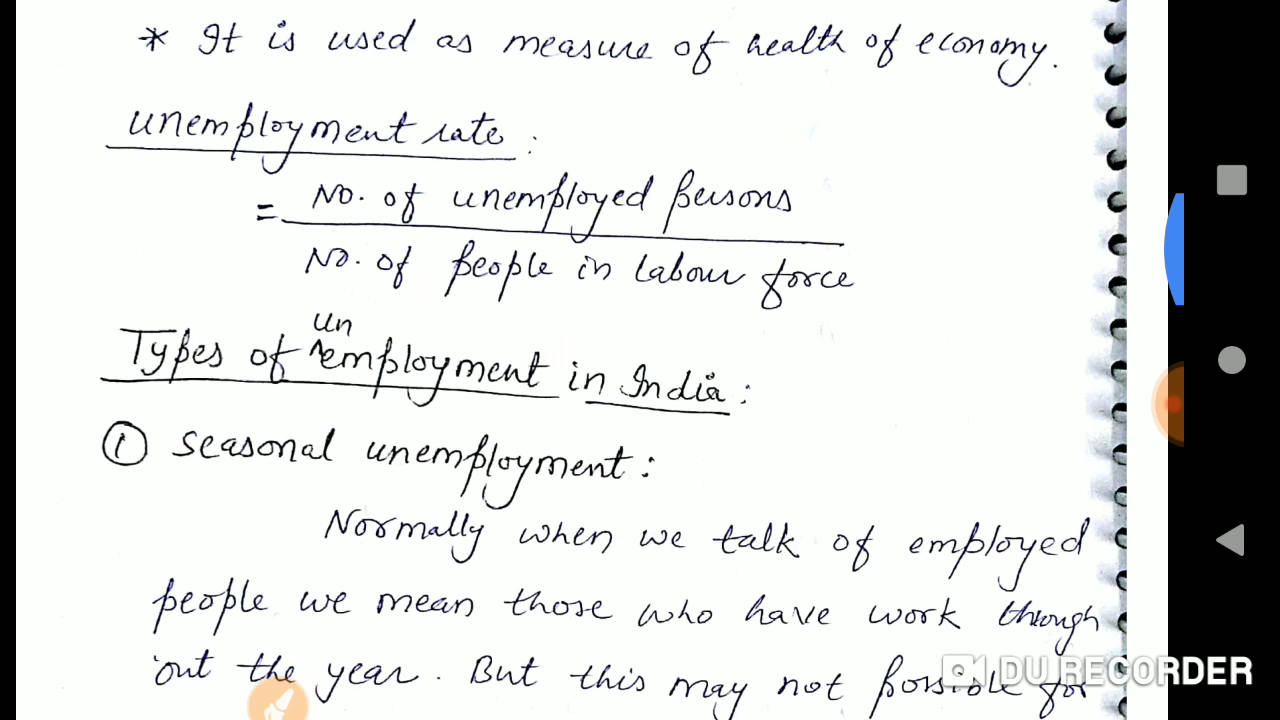 * It is used as measure of health of economy.
Unemployment rate :
= No. of unemployed persons
No. of people in labour force
Un
Types of ^employment in India :
① Seasonal unemployment :
Normally when we talk of employed
people we mean those who have work through
out the year. But this may not possible for
DU RECORDER